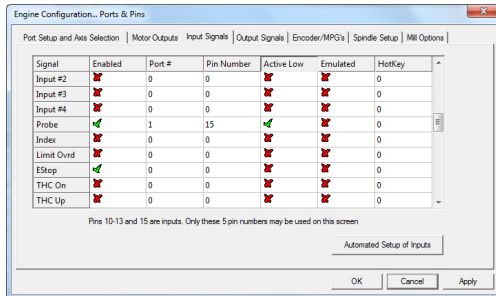 Engine Configuration... Ports & Pins
Port Setup and Axis Selection Motor Outputs Input Signals Output Signals Encoder/MPG's Spindle Setup Mill Options
Signal Enabled Port # Pin Number Active Low Emulated HotKey
Input #2 0 0 0
Input #3 0 0 0
Input #4 0 0 0
Probe 1 15 0
Index 0 0 0
Limit Ovrd 0 0 0
EStop 0 0 0
THC On 0 0 0
THC Up 0 0 0
Pins 10-13 and 15 are inputs. Only these 5 pin numbers may be used on this screen
Automated Setup of Inputs
OK Cancel Apply